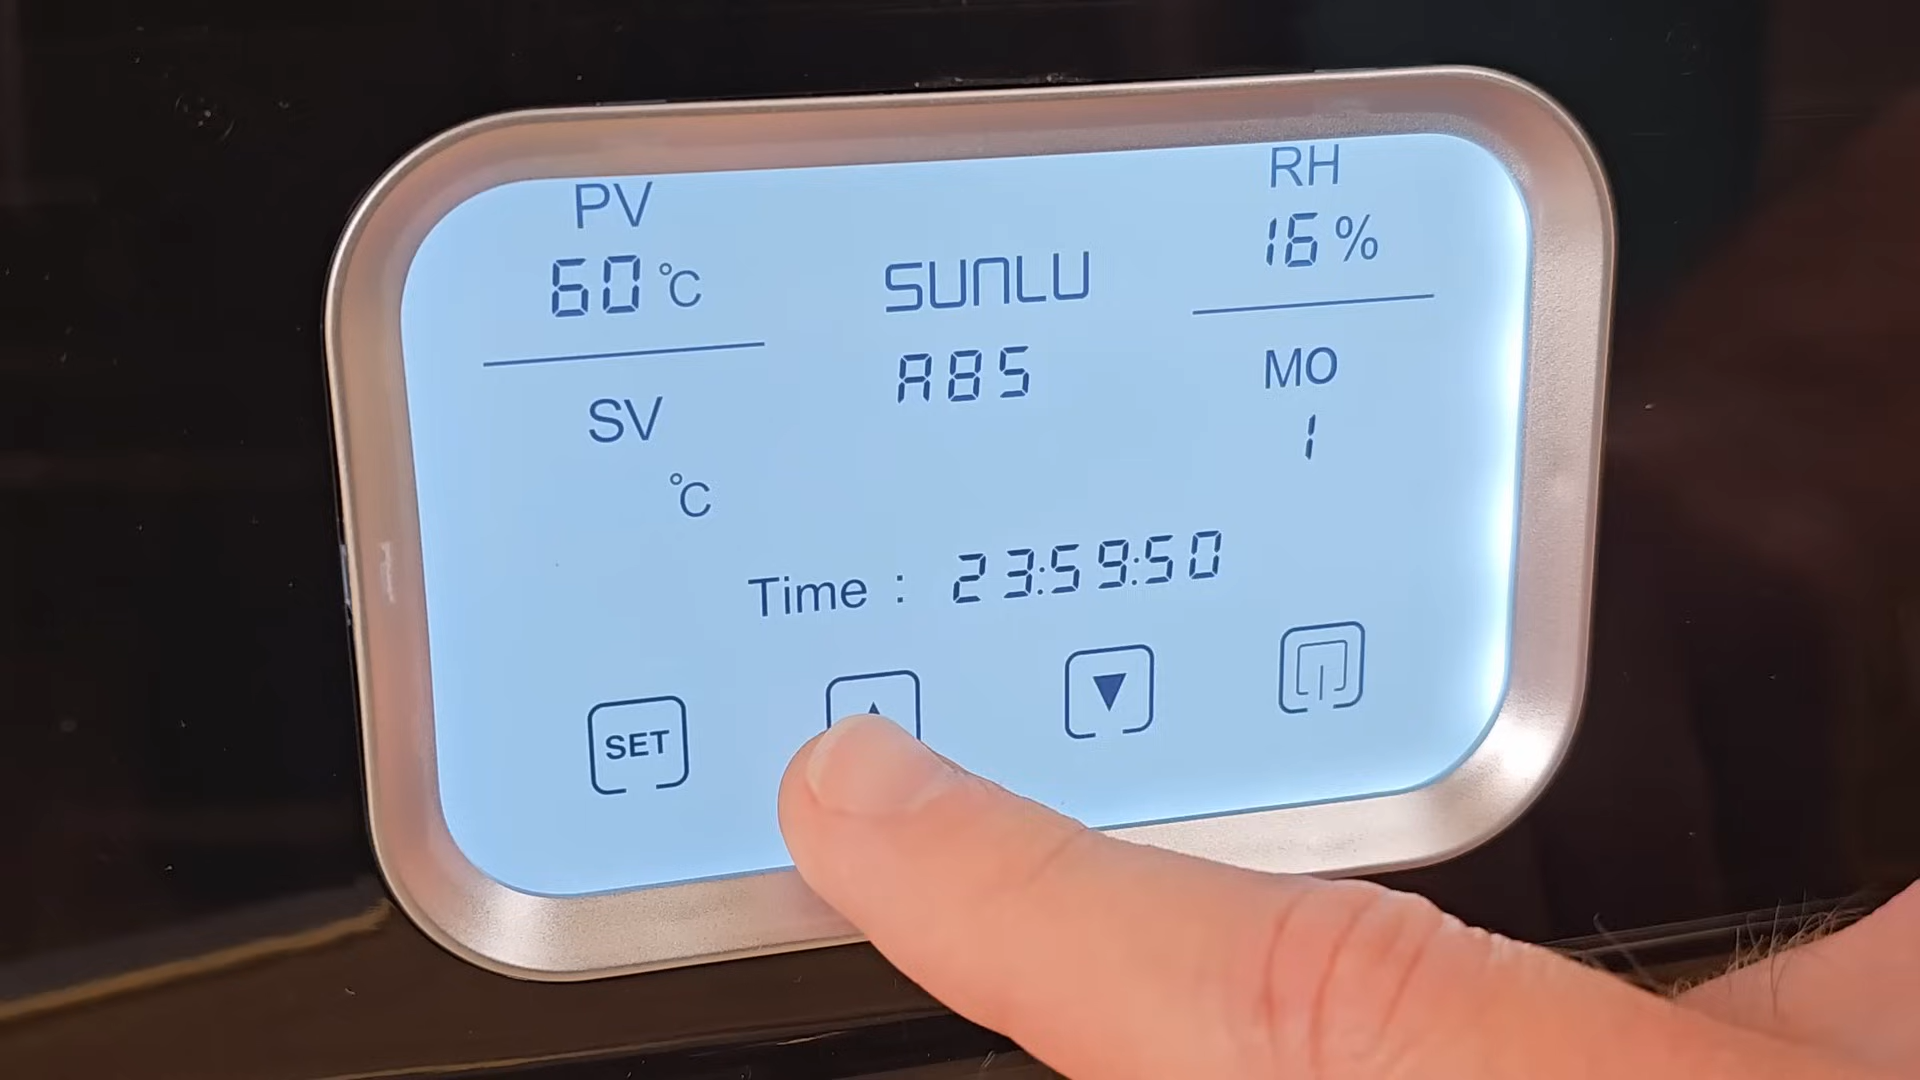 PV
60 °C
SV
°C
SUNLU
ABS
RH
16 %
MO
1
Time : 23:59:50
SET